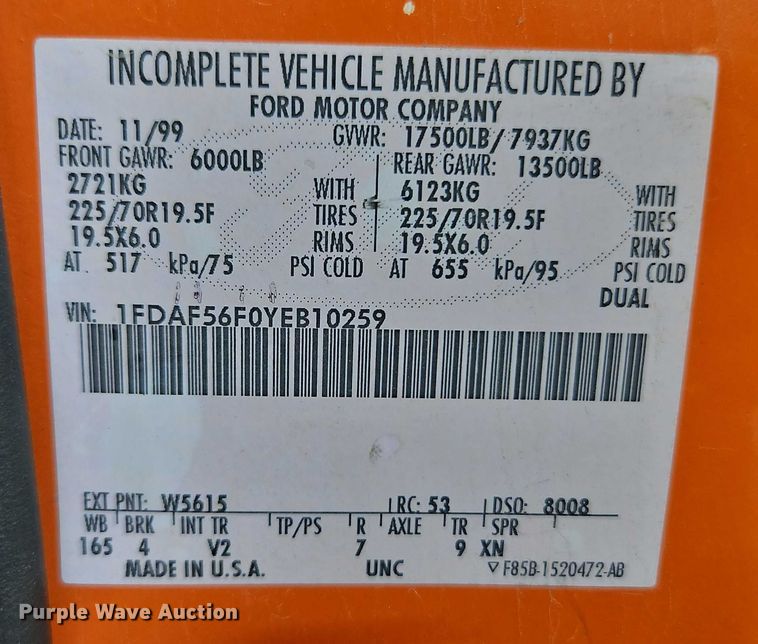 INCOMPLETE VEHICLE MANUFACTURED BY
FORD MOTOR COMPANY
DATE: 11/99 GVWR: 17500LB/7937KG
FRONT GAWR: 6000LB REAR GAWR: 13500LB
2721KG WITH 6123KG WITH
225/70R19.5F TIRES 225/70R19.5F TIRES
19.5X6.0 RIMS 19.5X6.0 RIMS
AT 517 kPa/75 PSI COLD AT 655 kPa/95 PSI COLD
DUAL
VIN: 1FDAF56F0YEB10259
EXT PNT: W5615 RC: 53 DSO: 8008
WB BRK INT TR TP/PS R AXLE TR SPR
165 4 V2 7 9 XN
MADE IN U.S.A. UNC ▽ F85B-1520472-AB
Purple Wave Auction